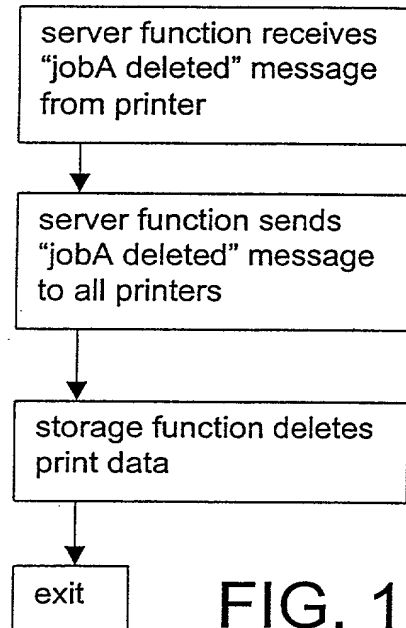 server function receives
“jobA deleted” message
from printer
server function sends
“jobA deleted” message
to all printers
storage function deletes
print data
exit
FIG. 1